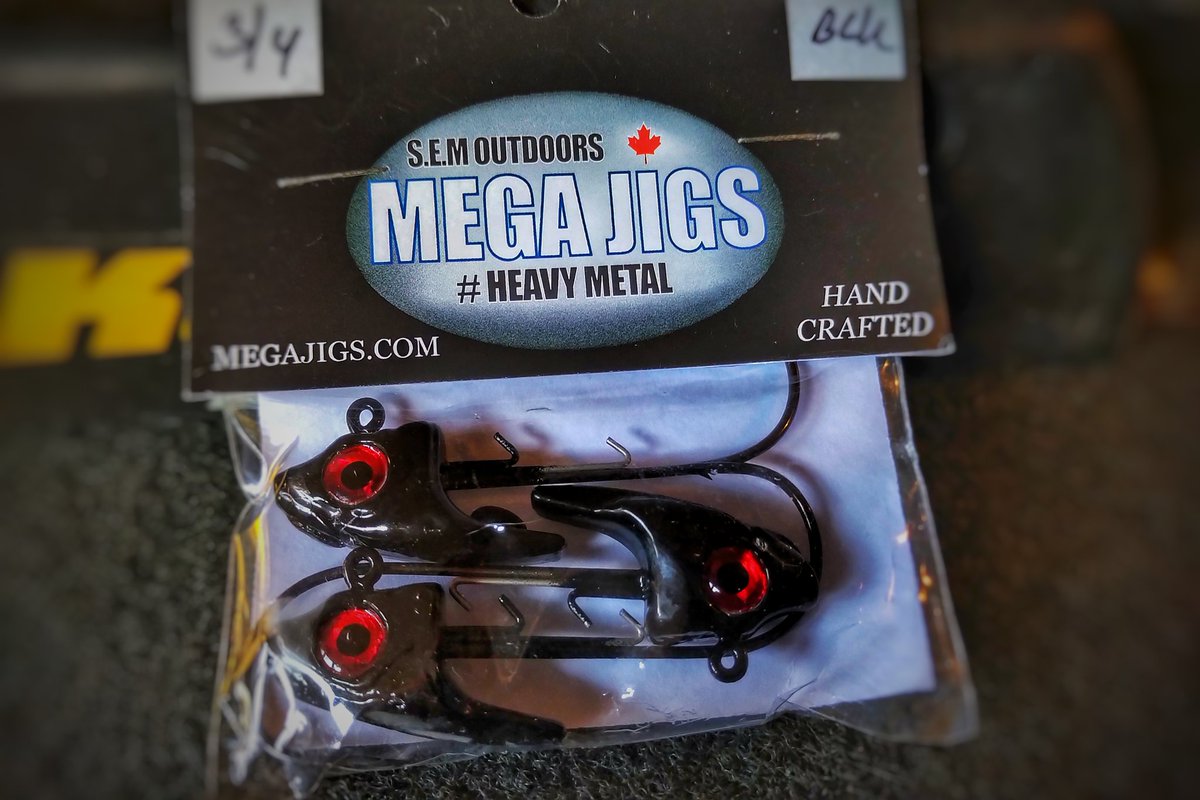 3/4
BLK
S.E.M OUTDOORS
MEGA JIGS
# HEAVY METAL
HAND
CRAFTED
MEGAJIGS.COM